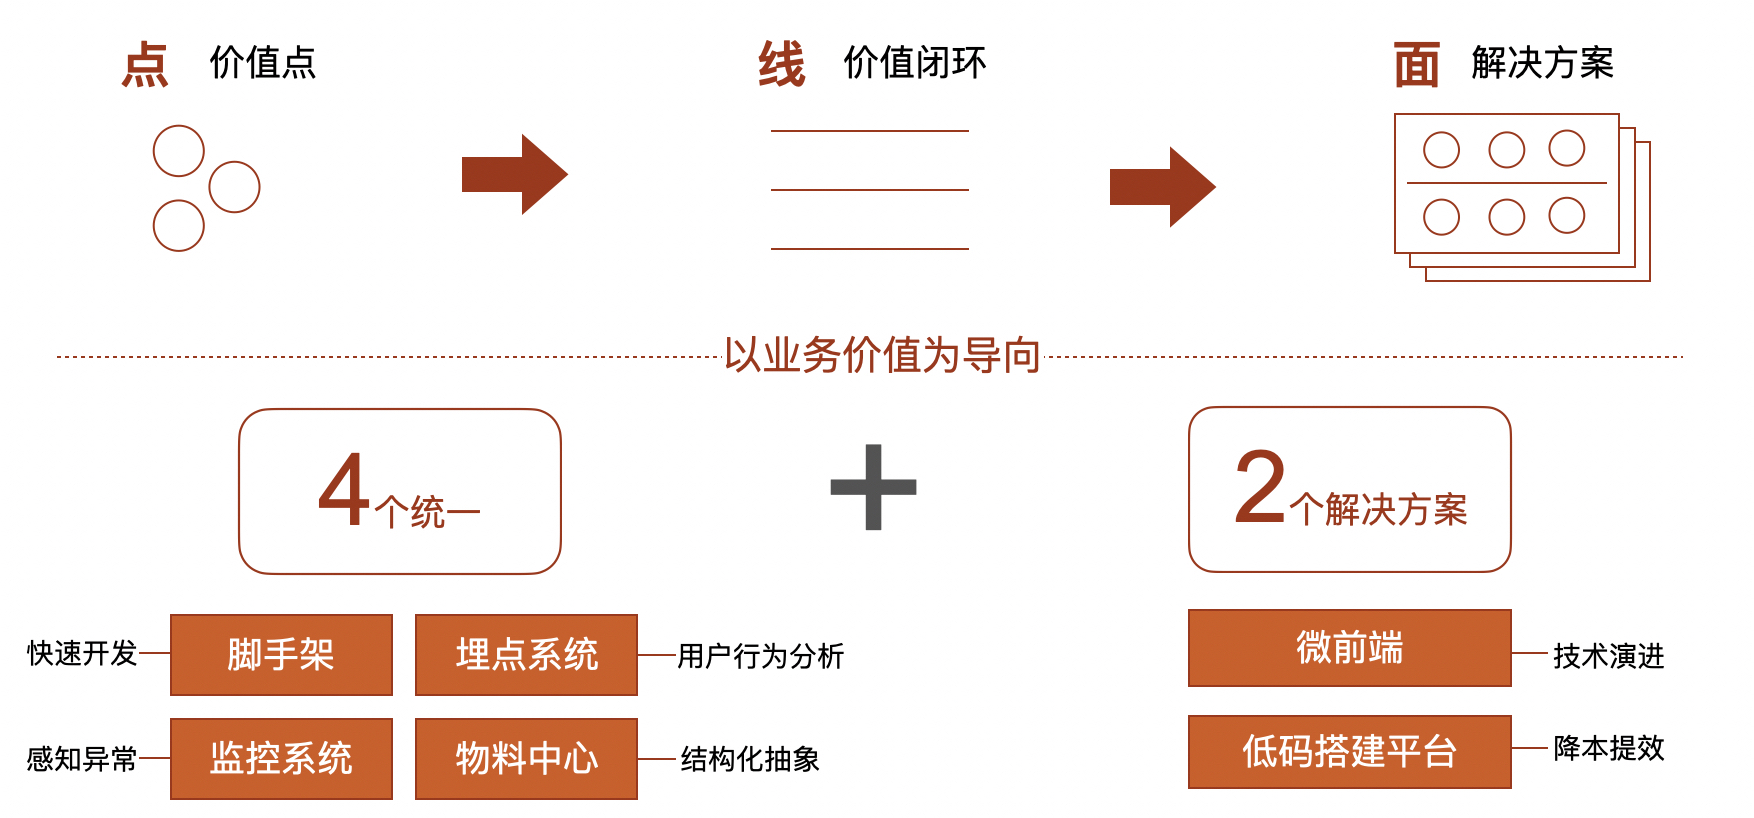 点 价值点
线 价值闭环
面 解决方案
以业务价值为导向
4个统一
2个解决方案
快速开发
脚手架
埋点系统
用户行为分析
感知异常
监控系统
物料中心
结构化抽象
微前端
技术演进
低码搭建平台
降本提效